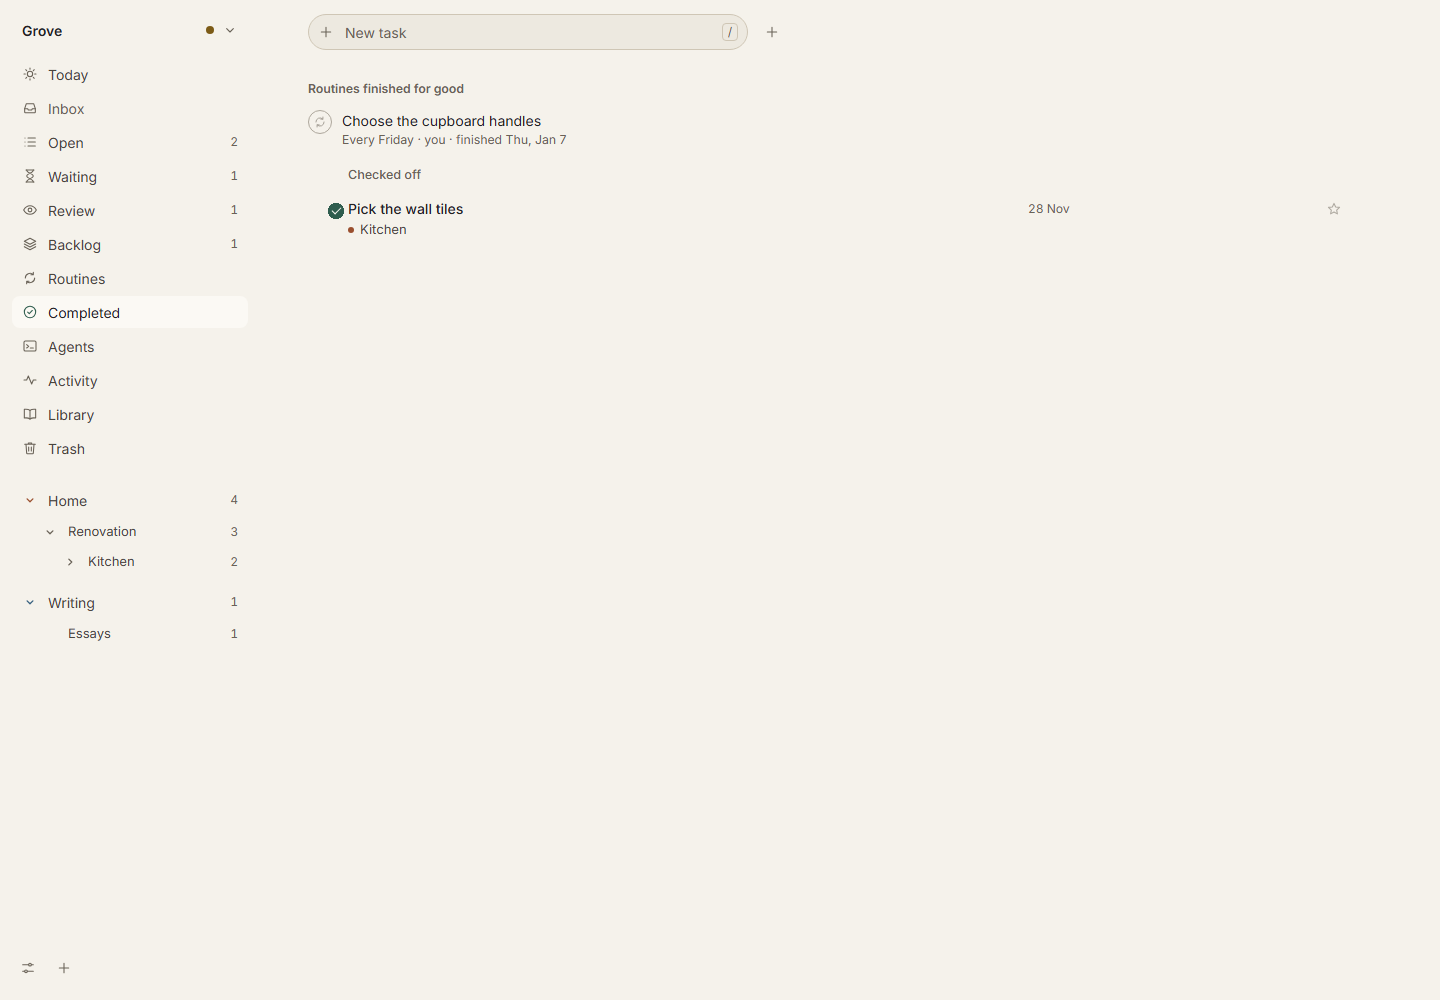 Grove
Today
Inbox
Open 2
Waiting 1
Review 1
Backlog 1
Routines
Completed
Agents
Activity
Library
Trash
Home 4
Renovation 3
Kitchen 2
Writing 1
Essays 1
New task /
Routines finished for good
Choose the cupboard handles
Every Friday · you · finished Thu, Jan 7
Checked off
Pick the wall tiles 28 Nov
Kitchen